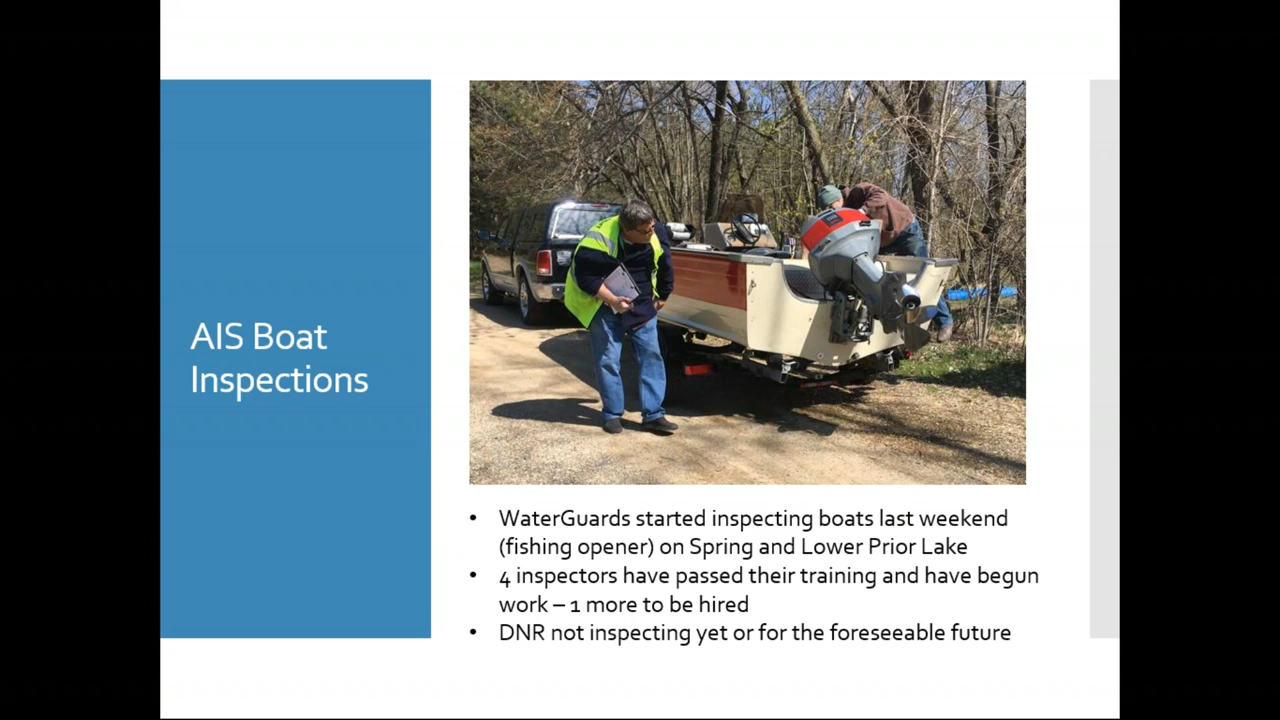 AIS Boat
Inspections
• WaterGuards started inspecting boats last weekend
(fishing opener) on Spring and Lower Prior Lake
• 4 inspectors have passed their training and have begun
work – 1 more to be hired
• DNR not inspecting yet or for the foreseeable future